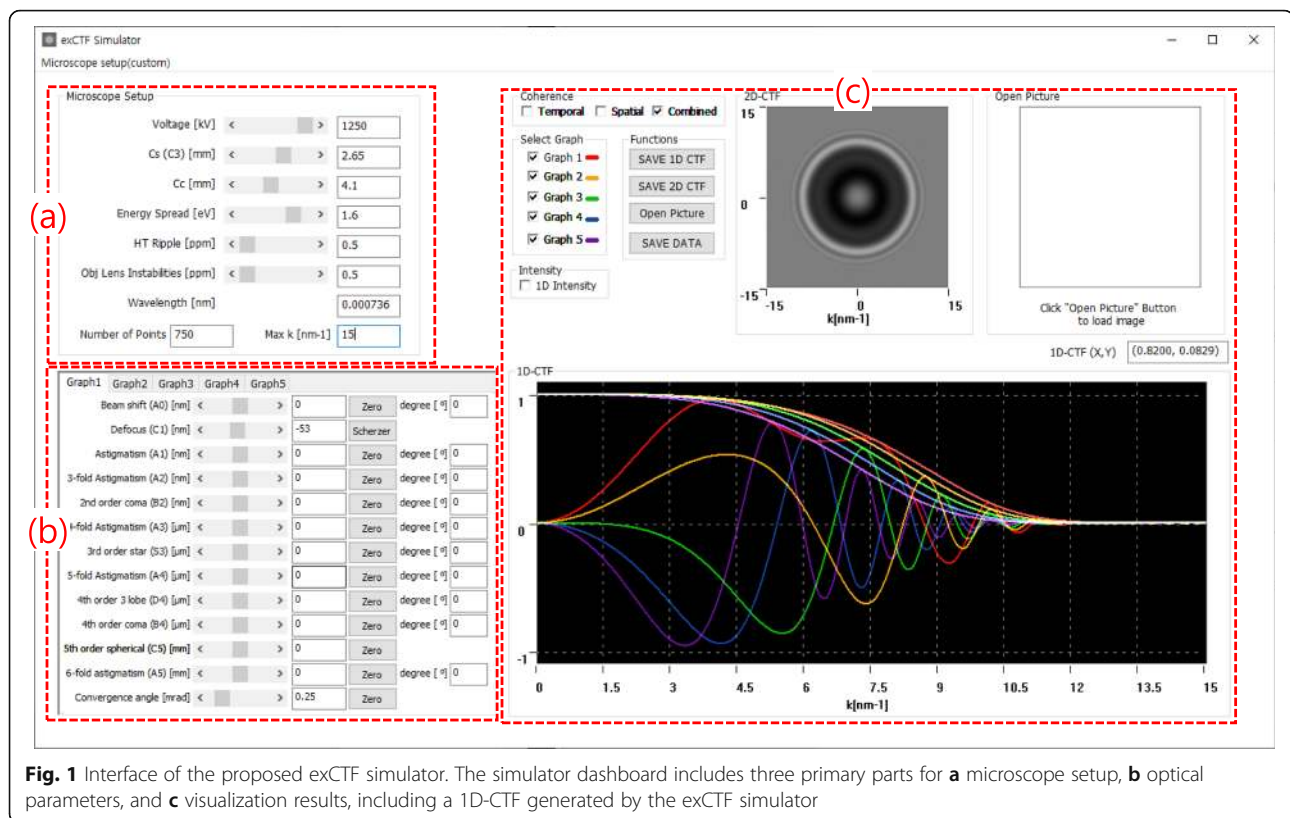 exCTF Simulator
Microscope setup(custom)
(a)
Microscope Setup
Voltage [kV] < > 1250
Cs (C3) [mm] < > 2.65
Cc [mm] < > 4.1
Energy Spread [eV] < > 1.6
HT Ripple [ppm] < > 0.5
Obj Lens Instabilities [ppm] < > 0.5
Wavelength [nm] 0.000736
Number of Points 750 Max k [nm-1] 15
(b)
Graph1 Graph2 Graph3 Graph4 Graph5
Beam shift (A0) [nm] < > 0 Zero degree [º] 0
Defocus (C1) [nm] < > -53 Scherzer
Astigmatism (A1) [nm] < > 0 Zero degree [º] 0
3-fold Astigmatism (A2) [nm] < > 0 Zero degree [º] 0
2nd order coma (B2) [nm] < > 0 Zero degree [º] 0
-fold Astigmatism (A3) [μm] < > 0 Zero degree [º] 0
3rd order star (S3) [μm] < > 0 Zero degree [º] 0
5-fold Astigmatism (A4) [μm] < > 0 Zero degree [º] 0
4th order 3 lobe (D4) [μm] < > 0 Zero degree [º] 0
4th order coma (B4) [μm] < > 0 Zero degree [º] 0
5th order spherical (C5) [mm] < > 0 Zero
6-fold astigmatism (A5) [mm] < > 0 Zero degree [º] 0
Convergence angle [mrad] < > 0.25 Zero
(c)
Coherence
Temporal Spatial Combined
Select Graph
Graph 1
Graph 2
Graph 3
Graph 4
Graph 5
Functions
SAVE 1D CTF
SAVE 2D CTF
Open Picture
SAVE DATA
Intensity
1D Intensity
2D-CTF
15
0
-15
-15 0 15
k[nm-1]
Open Picture
Click "Open Picture" Button
to load image
1D-CTF (X,Y) (0.8200, 0.0829)
1D-CTF
1
0
-1
0 1.5 3 4.5 6 7.5 9 10.5 12 13.5 15
k[nm-1]
Fig. 1 Interface of the proposed exCTF simulator. The simulator dashboard includes three primary parts for a microscope setup, b optical
parameters, and c visualization results, including a 1D-CTF generated by the exCTF simulator